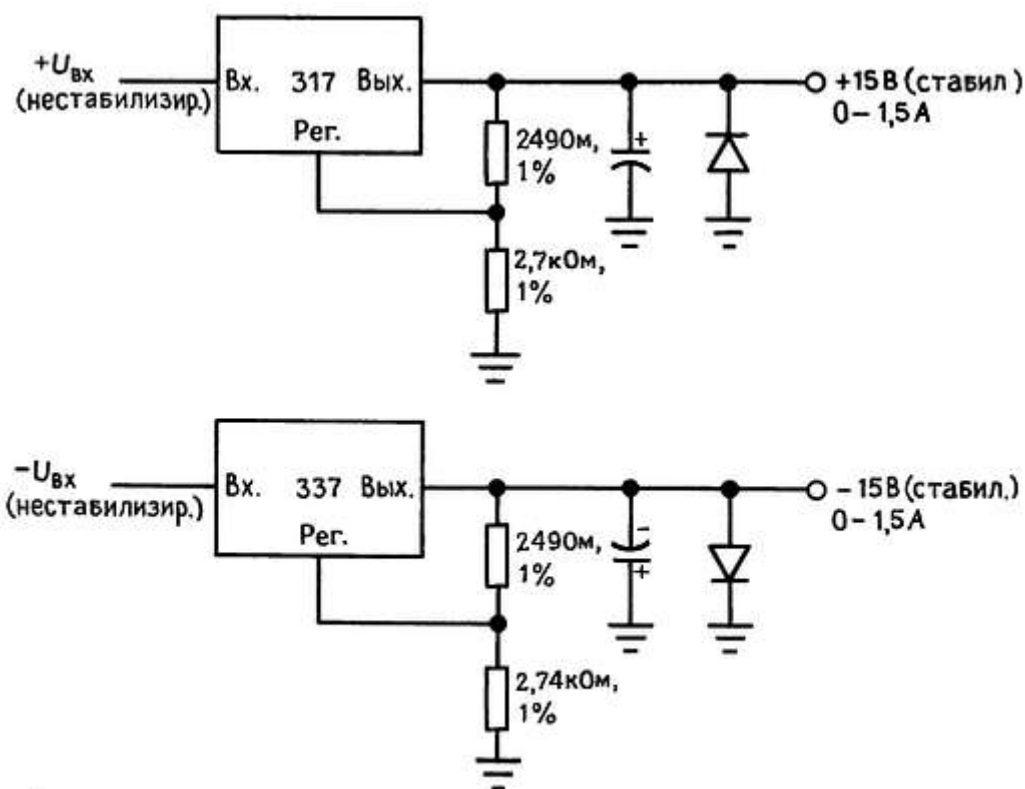 +Uвх
(нестабилизир.)
Вх. 317 Вых.
Рег.
249Ом,
1%
+
2,7кОм,
1%
+15В (стабил)
0–1,5А
-Uвх
(нестабилизир.)
Вх. 337 Вых.
Рег.
249Ом,
1%
-
+
2,74кОм,
1%
-15В (стабил.)
0–1,5А